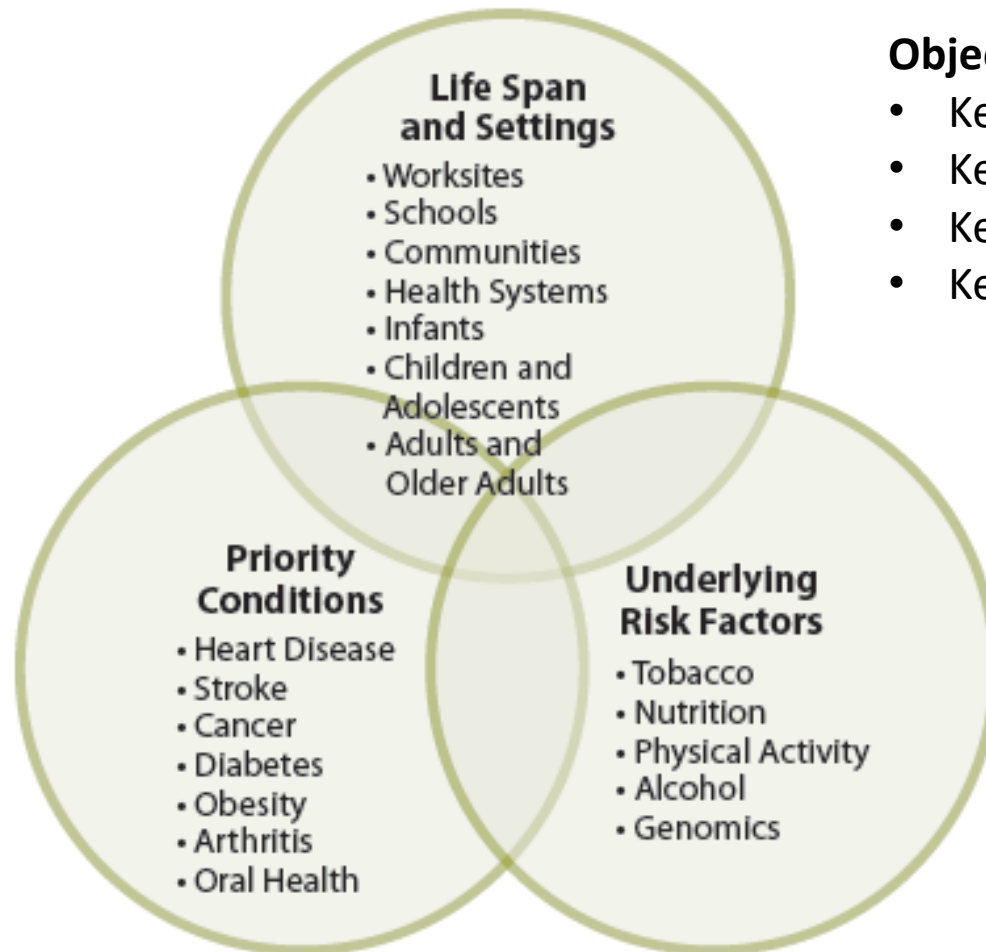 Life Span
and Settings
• Worksites
• Schools
• Communities
• Health Systems
• Infants
• Children and
Adolescents
• Adults and
Older Adults
Priority
Conditions
• Heart Disease
• Stroke
• Cancer
• Diabetes
• Obesity
• Arthritis
• Oral Health
Underlying
Risk Factors
• Tobacco
• Nutrition
• Physical Activity
• Alcohol
• Genomics